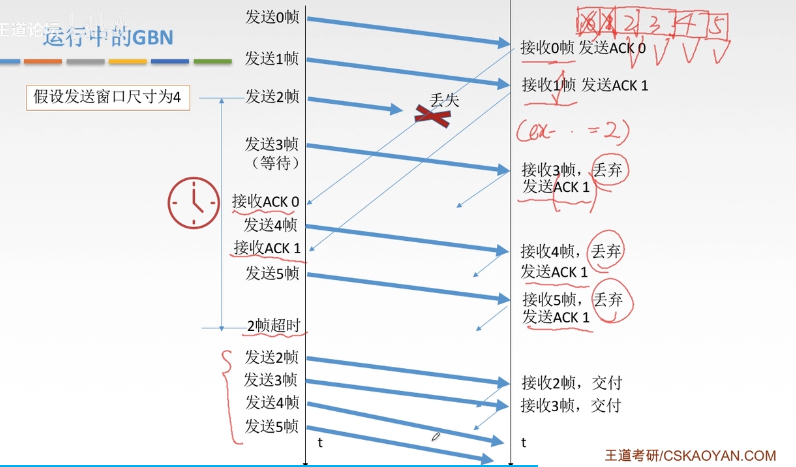 王道论坛
运行中的GBN
假设发送窗口尺寸为4
发送0帧
发送1帧
发送2帧
发送3帧
（等待）
接收ACK 0
发送4帧
接收ACK 1
发送5帧
2帧超时
发送2帧
发送3帧
发送4帧
发送5帧
t
丢失
2 3 4 5
接收0帧 发送ACK 0
接收1帧 发送ACK 1
接收3帧，丢弃
发送ACK 1
接收4帧，丢弃
发送ACK 1
接收5帧，丢弃
发送ACK 1
接收2帧，交付
接收3帧，交付
t
王道考研/CSKAOYAN.COM